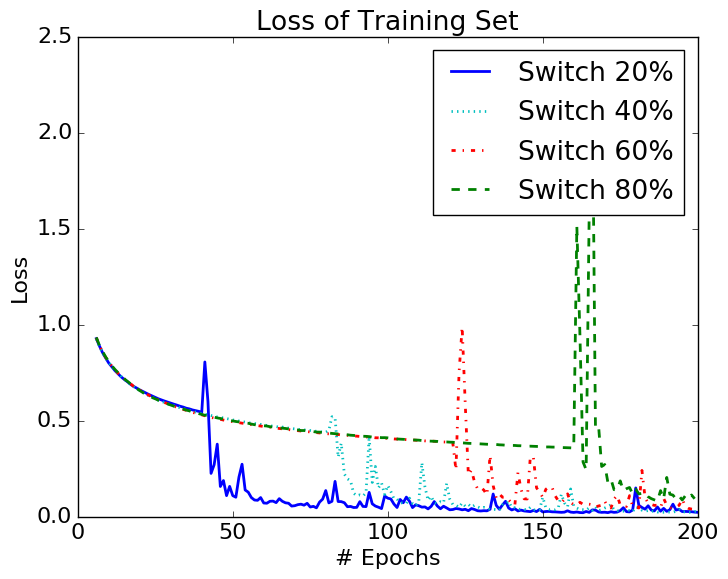 Loss of Training Set
2.5
2.0
1.5
1.0
0.5
0.0
Loss
Switch 20%
Switch 40%
Switch 60%
Switch 80%
0
50
100
150
200
# Epochs